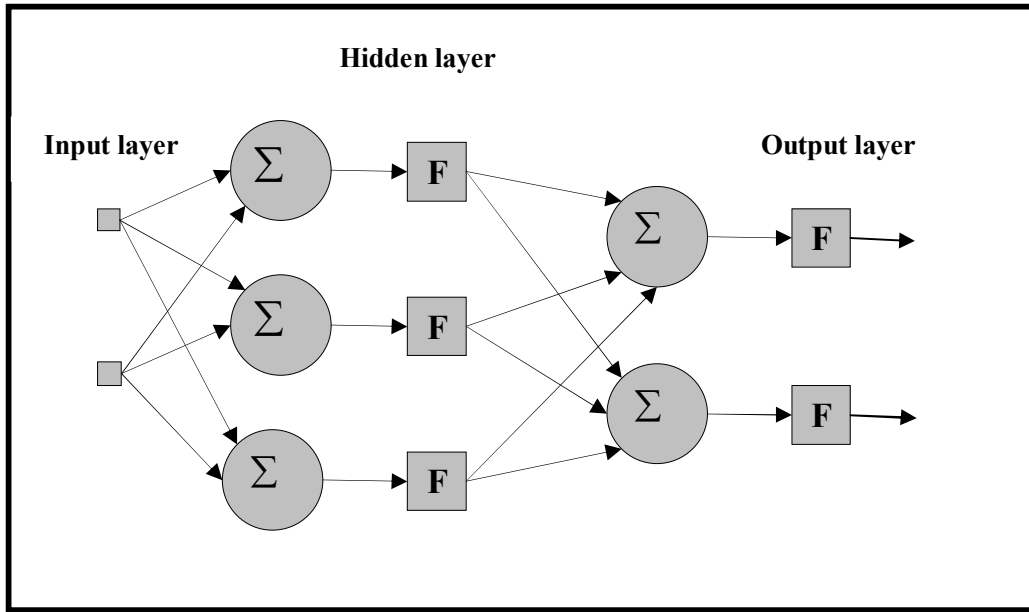 Hidden layer
Input layer
Output layer
Σ
F
Σ
F
Σ
F
Σ
F
Σ
F